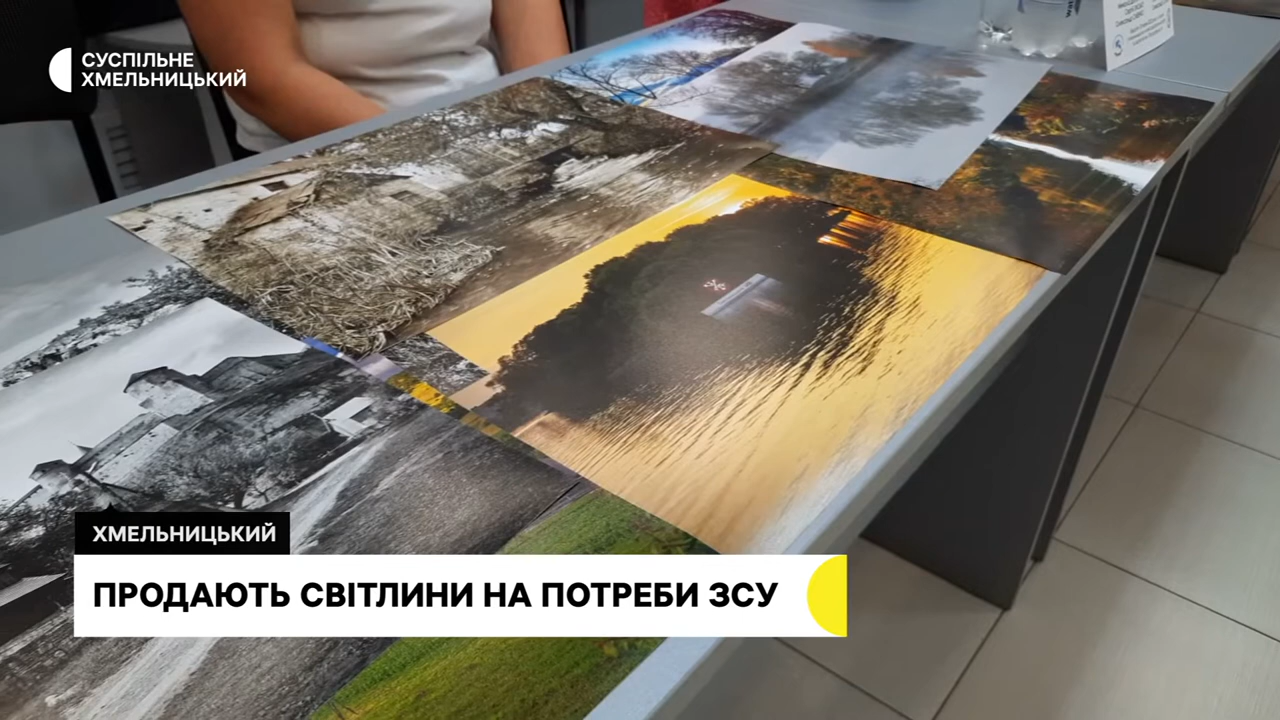 СУСПІЛЬНЕ
ХМЕЛЬНИЦЬКИЙ
ХМЕЛЬНИЦЬКИЙ
ПРОДАЮТЬ СВІТЛИНИ НА ПОТРЕБИ ЗСУ